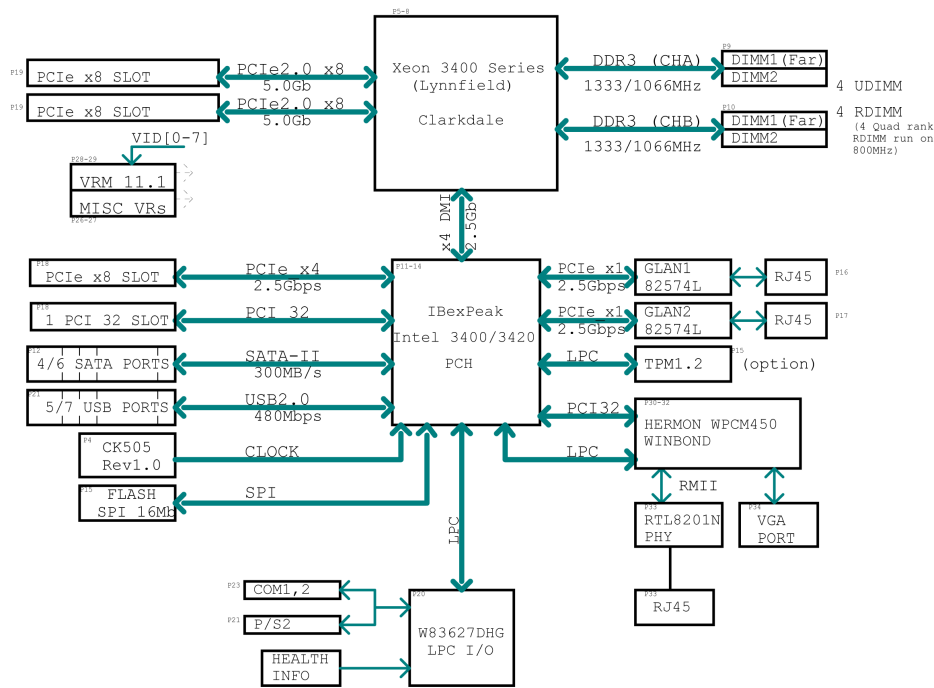 P5-8
Xeon 3400 Series
(Lynnfield)
Clarkdale
P19
PCIe x8 SLOT
PCIe2.0 x8
5.0Gb
P19
PCIe x8 SLOT
PCIe2.0 x8
5.0Gb
DDR3 (CHA)
1333/1066MHz
P9
DIMM1(Far)
DIMM2
4 UDIMM
DDR3 (CHB)
1333/1066MHz
P10
DIMM1(Far)
DIMM2
4 RDIMM
(4 Quad rank
RDIMM run on
800MHz)
VID[0-7]
P28-29
VRM 11.1
MISC VRs
P26-27
x4 DMI
2.5Gb
P11-14
IBexPeak
Intel 3400/3420
PCH
P18
PCIe x8 SLOT
PCIe x4
2.5Gbps
P18
1 PCI 32 SLOT
PCI 32
P12
4/6 SATA PORTS
SATA-II
300MB/s
P21
5/7 USB PORTS
USB2.0
480Mbps
P4
CK505
Rev1.0
CLOCK
P15
FLASH
SPI 16Mb
SPI
PCIe x1
2.5Gbps
GLAN1
82574L
RJ45
P16
PCIe x1
2.5Gbps
GLAN2
82574L
RJ45
P17
LPC
TPM1.2
P15
(option)
PCI32
LPC
P30-32
HERMON WPCM450
WINBOND
RMII
P33
RTL8201N
PHY
P34
VGA
PORT
P33
RJ45
LPC
P20
W83627DHG
LPC I/O
P23
COM1,2
P21
P/S2
HEALTH
INFO